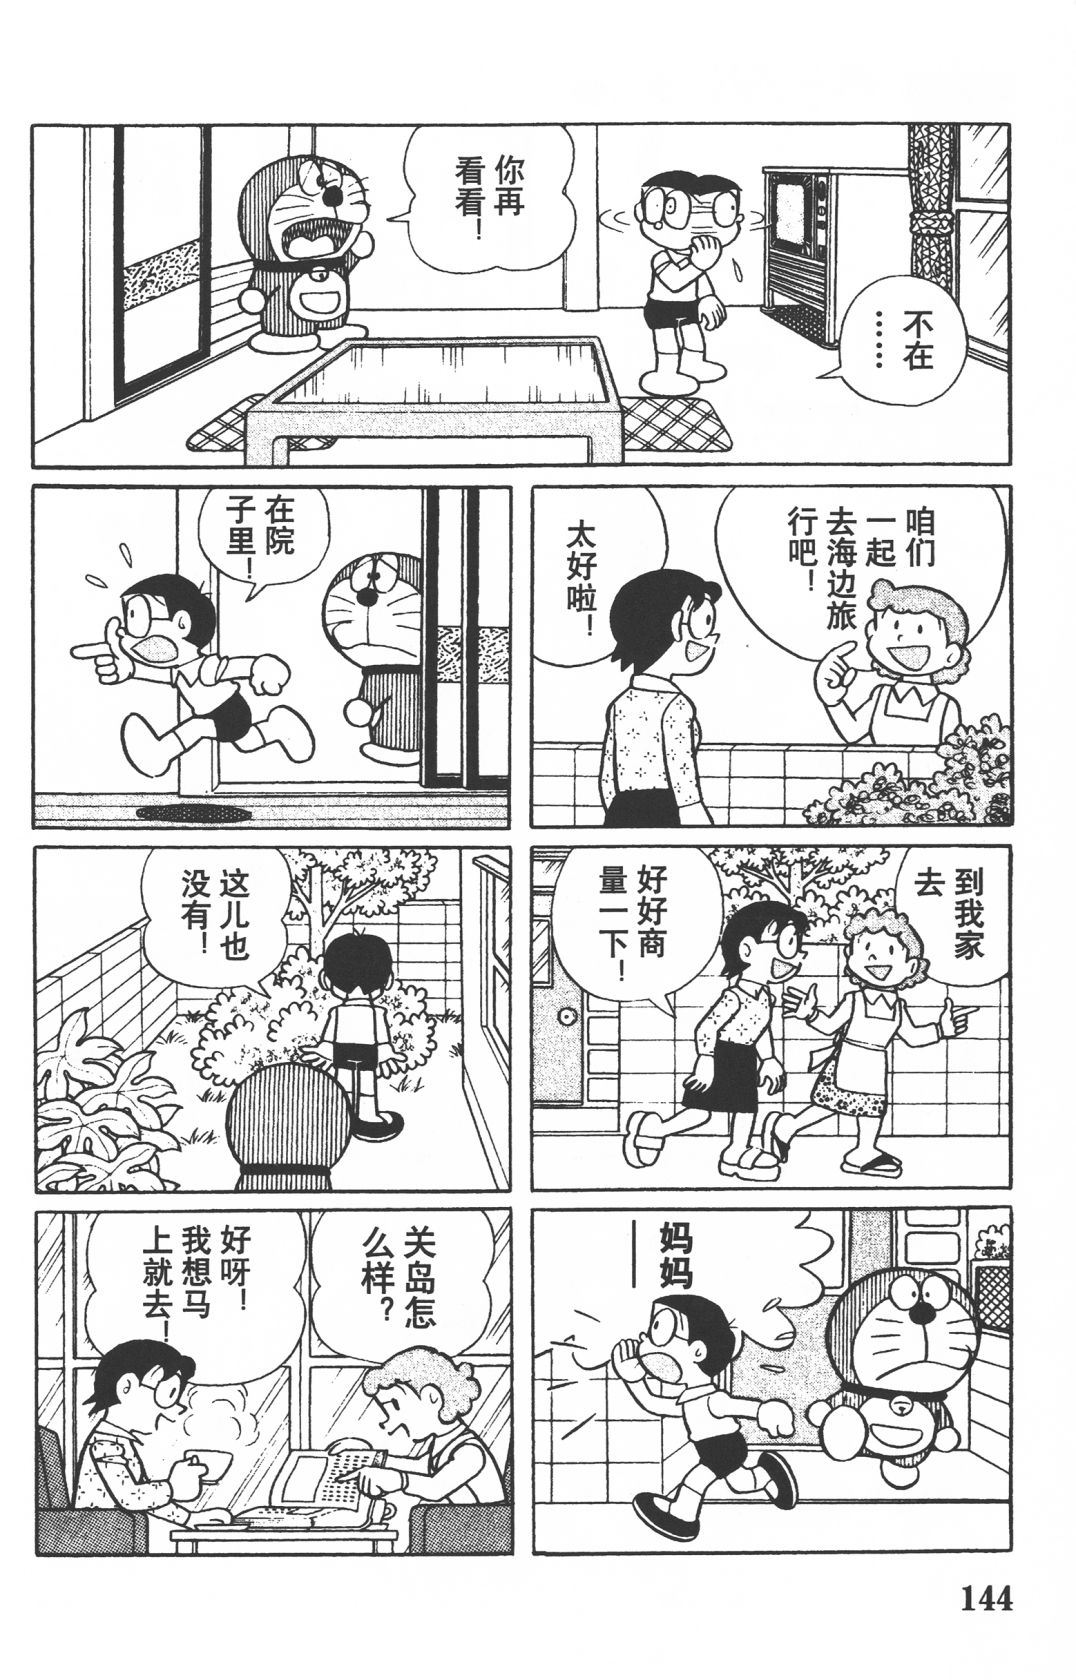 不在
……
你再
看看！
咱们
一起
去海边旅
行吧！
太好啦！
在院
子里！
到我家
去
好好商
量一下！
这儿也
没有！
妈妈
——
关岛怎
么样？
好呀！
我想马
上就去！
144